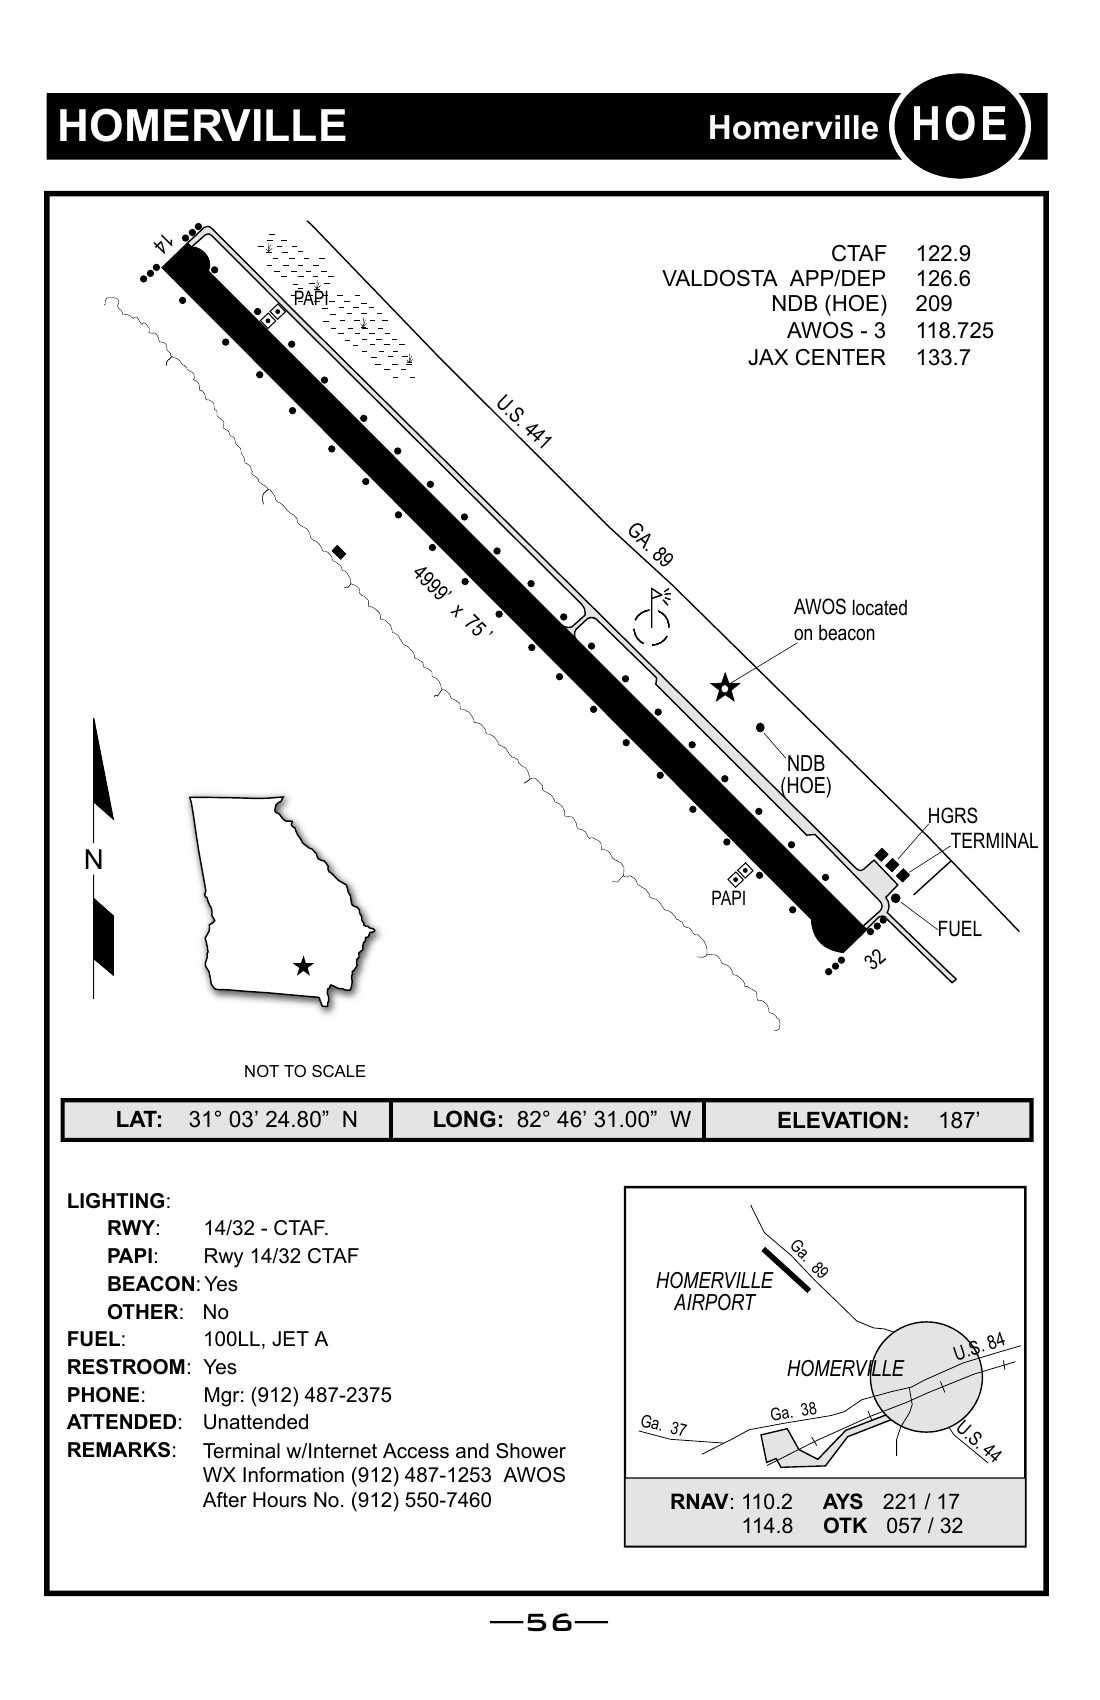 HOMERVILLE
Homerville HOE
14
PAPI
CTAF 122.9
VALDOSTA APP/DEP 126.6
NDB (HOE) 209
AWOS - 3 118.725
JAX CENTER 133.7
U.S. 441
GA. 89
4999’ x 75 ’
AWOS located
on beacon
NDB
(HOE)
HGRS
TERMINAL
N
PAPI
FUEL
32
NOT TO SCALE
LAT: 31° 03’ 24.80” N LONG: 82° 46’ 31.00” W ELEVATION: 187’
LIGHTING:
RWY: 14/32 - CTAF.
PAPI: Rwy 14/32 CTAF
BEACON: Yes
OTHER: No
FUEL: 100LL, JET A
RESTROOM: Yes
PHONE: Mgr: (912) 487-2375
ATTENDED: Unattended
REMARKS: Terminal w/Internet Access and Shower
WX Information (912) 487-1253 AWOS
After Hours No. (912) 550-7460
Ga. 89
HOMERVILLE
AIRPORT
U.S. 84
HOMERVILLE
Ga. 38
Ga. 37
U.S. 44
RNAV: 110.2 AYS 221 / 17
114.8 OTK 057 / 32
56